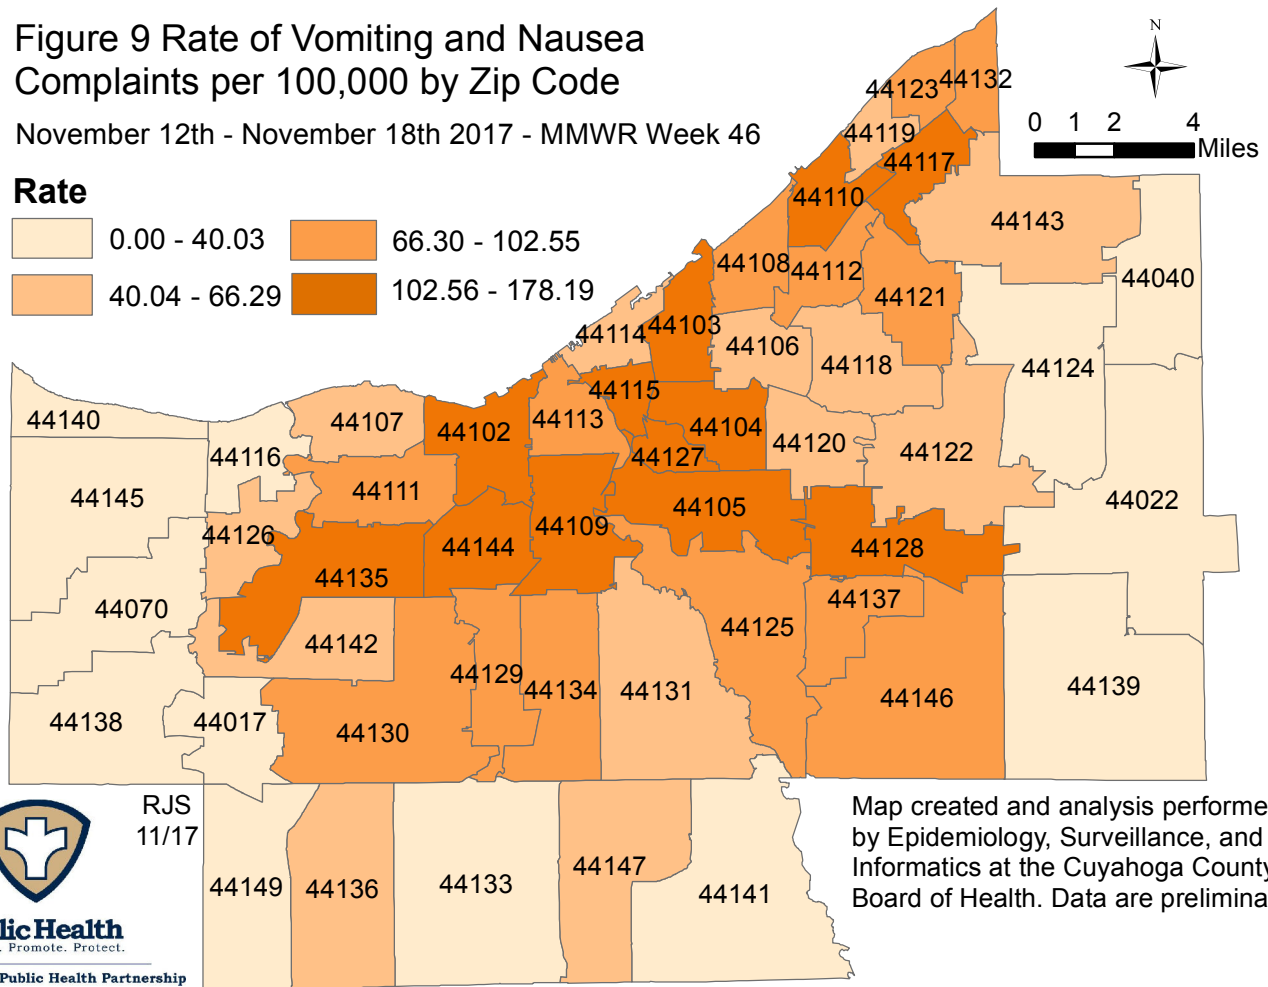 Figure 9 Rate of Vomiting and Nausea
Complaints per 100,000 by Zip Code
November 12th - November 18th 2017 - MMWR Week 46
Rate
0.00 - 40.03
66.30 - 102.55
40.04 - 66.29
102.56 - 178.19
N
0 1 2 4
Miles
44123 44132
44119
44117
44110
44143
44108
44112
44040
44121
44114
44103
44106
44118
44124
44115
44140
44107
44102
44113
44104
44127
44120
44122
44116
44145
44111
44022
44126
44109
44105
44144
44128
44135
44070
44137
44142
44125
44129
44134
44131
44146
44139
44138
44017
44130
44149
44136
44133
44147
44141
RJS
11/17
Map created and analysis performe
by Epidemiology, Surveillance, and
Informatics at the Cuyahoga County
Board of Health. Data are prelimina
lic Health
. Promote. Protect.
Public Health Partnership